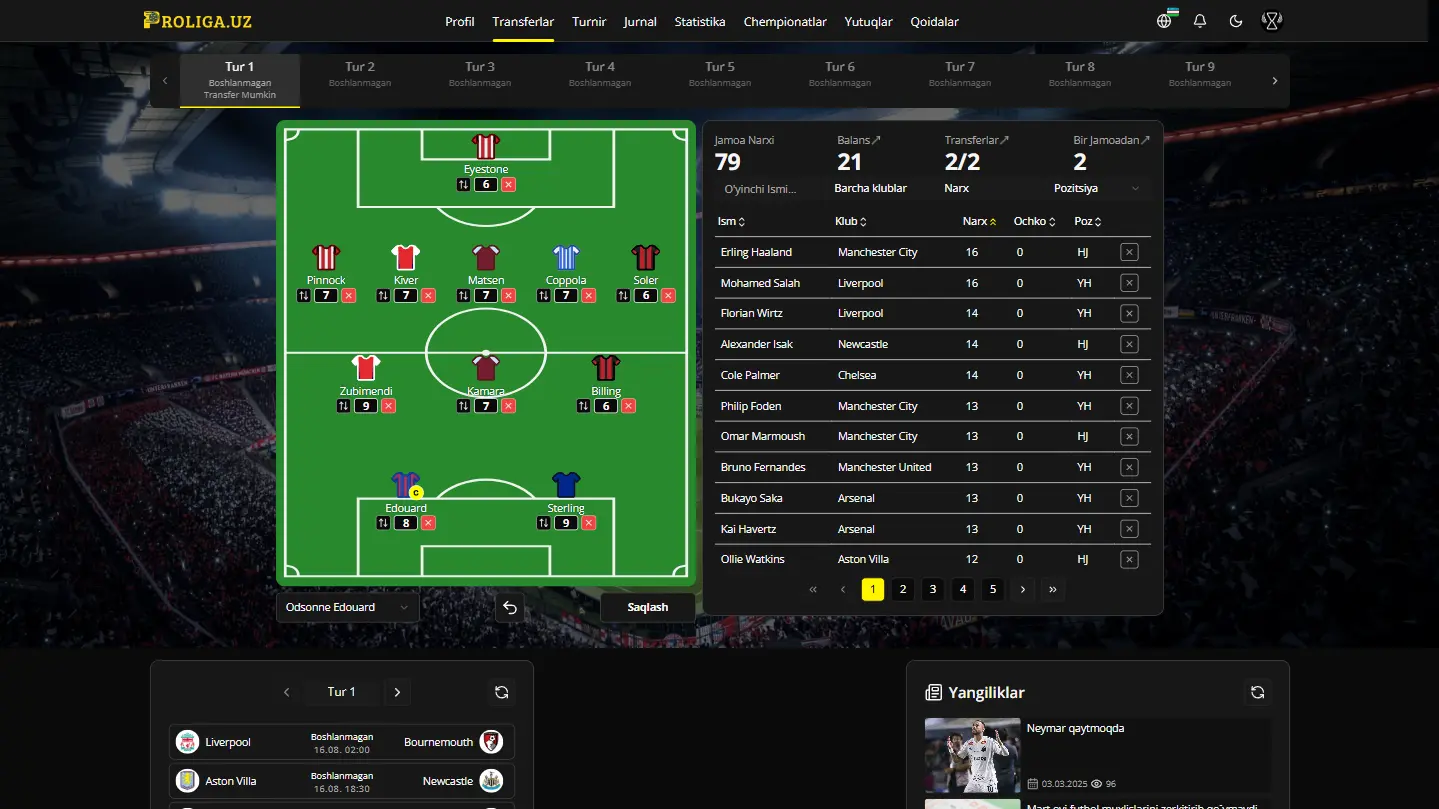 PROLIGA.UZ
Profil Transferlar Turnir Jurnal Statistika Chempionatlar Yutuqlar Qoidalar
Tur 1 Tur 2 Tur 3 Tur 4 Tur 5 Tur 6 Tur 7 Tur 8 Tur 9
Boshlanmagan Boshlanmagan Boshlanmagan Boshlanmagan Boshlanmagan Boshlanmagan Boshlanmagan Boshlanmagan Boshlanmagan
Transfer Mumkin
Eyestone
6
Pinnock Kiver Matsen Coppola Soler
7 7 7 7 6
Zubimendi Kamara Billing
9 7 6
C
Edouard Sterling
8 9
Odsonne Edouard
Saqlash
Jamoa Narxi Balans Transferlar Bir Jamoadan
79 21 2/2 2
O'yinchi Ismi... Barcha klublar Narx Pozitsiya
Ism Klub Narx Ochko Poz
Erling Haaland Manchester City 16 0 HJ
Mohamed Salah Liverpool 16 0 YH
Florian Wirtz Liverpool 14 0 YH
Alexander Isak Newcastle 14 0 HJ
Cole Palmer Chelsea 14 0 YH
Philip Foden Manchester City 13 0 YH
Omar Marmoush Manchester City 13 0 HJ
Bruno Fernandes Manchester United 13 0 YH
Bukayo Saka Arsenal 13 0 YH
Kai Havertz Arsenal 13 0 YH
Ollie Watkins Aston Villa 12 0 HJ
« ‹ 1 2 3 4 5 › »
Tur 1
Liverpool Boshlanmagan Bournemouth
16.08. 02:00
Aston Villa Boshlanmagan Newcastle
16.08. 18:30
Yangiliklar
Neymar qaytmoqda
03.03.2025 96